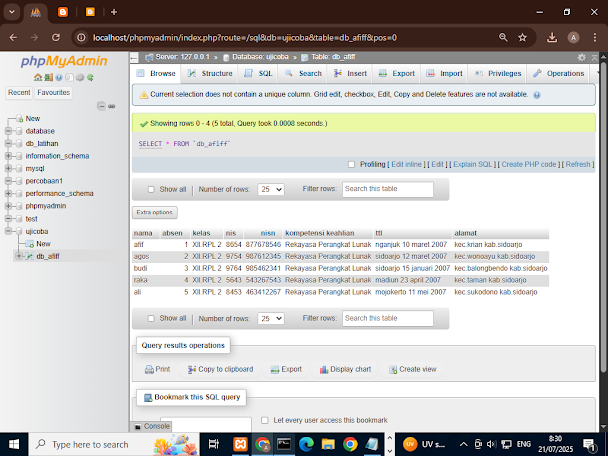 localhost/phpmyadmin/index.php?route=/sql&db=ujicoba&table=db_afiff&pos=0
phpMyAdmin
Recent Favourites
New
database
db_latihan
information_schema
mysql
percobaan1
performance_schema
phpmyadmin
test
ujicoba
New
db_afiff
Server: 127.0.0.1 » Database: ujicoba » Table: db_afiff
Browse Structure SQL Search Insert Export Import Privileges Operations
Current selection does not contain a unique column. Grid edit, checkbox, Edit, Copy and Delete features are not available.
Showing rows 0 - 4 (5 total, Query took 0.0008 seconds.)
SELECT * FROM `db_afiff`
Profiling [ Edit inline ] [ Edit ] [ Explain SQL ] [ Create PHP code ] [ Refresh ]
Show all Number of rows: 25 Filter rows: Search this table
Extra options
nama absen kelas nis nisn kompetensi keahlian ttl alamat
afif 1 XII.RPL 2 8654 877678546 Rekayasa Perangkat Lunak nganjuk 10 maret 2007 kec.krian kab.sidoarjo
agos 2 XII.RPL 2 9754 987612345 Rekayasa Perangkat Lunak sidoarjo 12 maret 2007 kec.wonoayu kab.sidoarjo
budi 3 XII.RPL 2 9764 985462341 Rekayasa Perangkat Lunak sidoarjo 15 januari 2007 kec.balongbendo kab.sidoarjo
raka 4 XII.RPL 2 5643 543267543 Rekayasa Perangkat Lunak madiun 23 april 2007 kec.taman kab.sidoarjo
ali 5 XII.RPL 2 8453 463412267 Rekayasa Perangkat Lunak mojokerto 11 mei 2007 kec.sukodono kab.sidoarjo
Show all Number of rows: 25 Filter rows: Search this table
Query results operations
Print Copy to clipboard Export Display chart Create view
Bookmark this SQL query
Console
Let every user access this bookmark
Type here to search
UV s...
ENG
8:30
21/07/2025
1